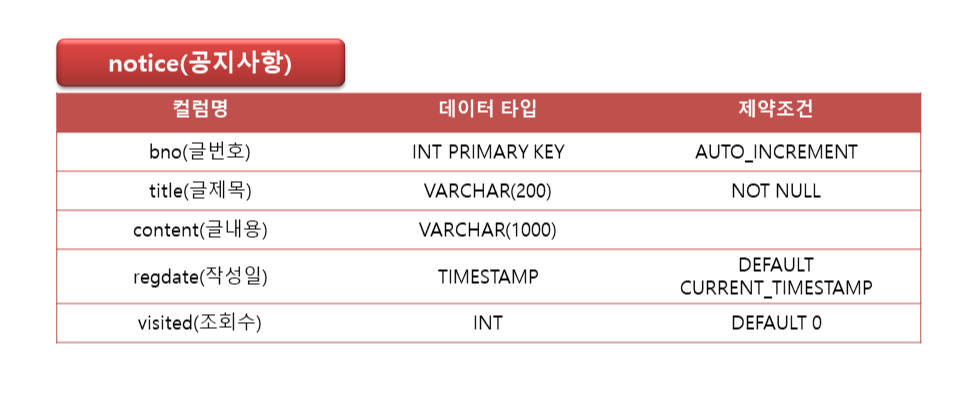 notice(공지사항)
컬럼명 데이터 타입 제약조건
bno(글번호) INT PRIMARY KEY AUTO_INCREMENT
title(글제목) VARCHAR(200) NOT NULL
content(글내용) VARCHAR(1000)
regdate(작성일) TIMESTAMP DEFAULT
CURRENT_TIMESTAMP
visited(조회수) INT DEFAULT 0